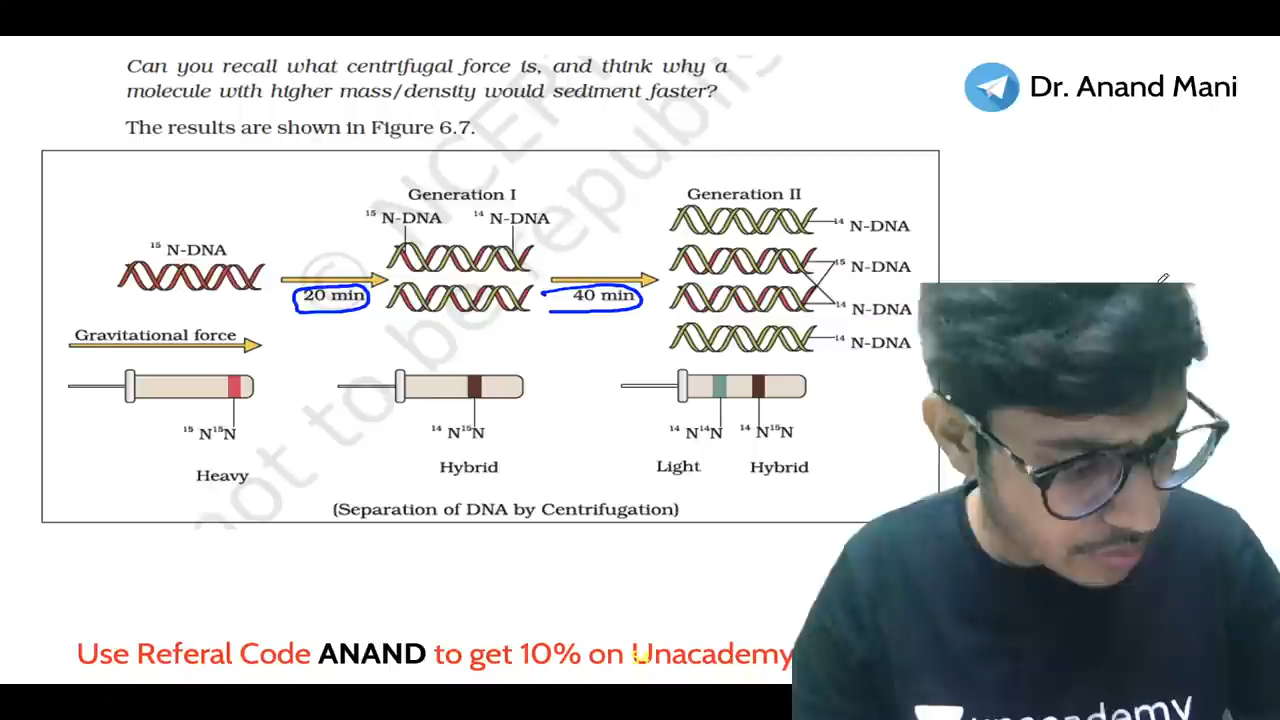 Can you recall what centrifugal force is, and think why a
molecule with higher mass/density would sediment faster?
The results are shown in Figure 6.7.
Dr. Anand Mani
Generation I
Generation II
¹⁵ N-DNA
¹⁴ N-DNA
¹⁴ N-DNA
¹⁵ N-DNA
¹⁵ N-DNA
20 min
40 min
¹⁴ N-DNA
Gravitational force
¹⁴ N-DNA
¹⁵ N¹⁵N
¹⁴ N¹⁵N
¹⁴ N¹⁴N
¹⁴ N¹⁵N
Heavy
Hybrid
Light
Hybrid
(Separation of DNA by Centrifugation)
not to be republis
Use Referal Code ANAND to get 10% on Unacademy